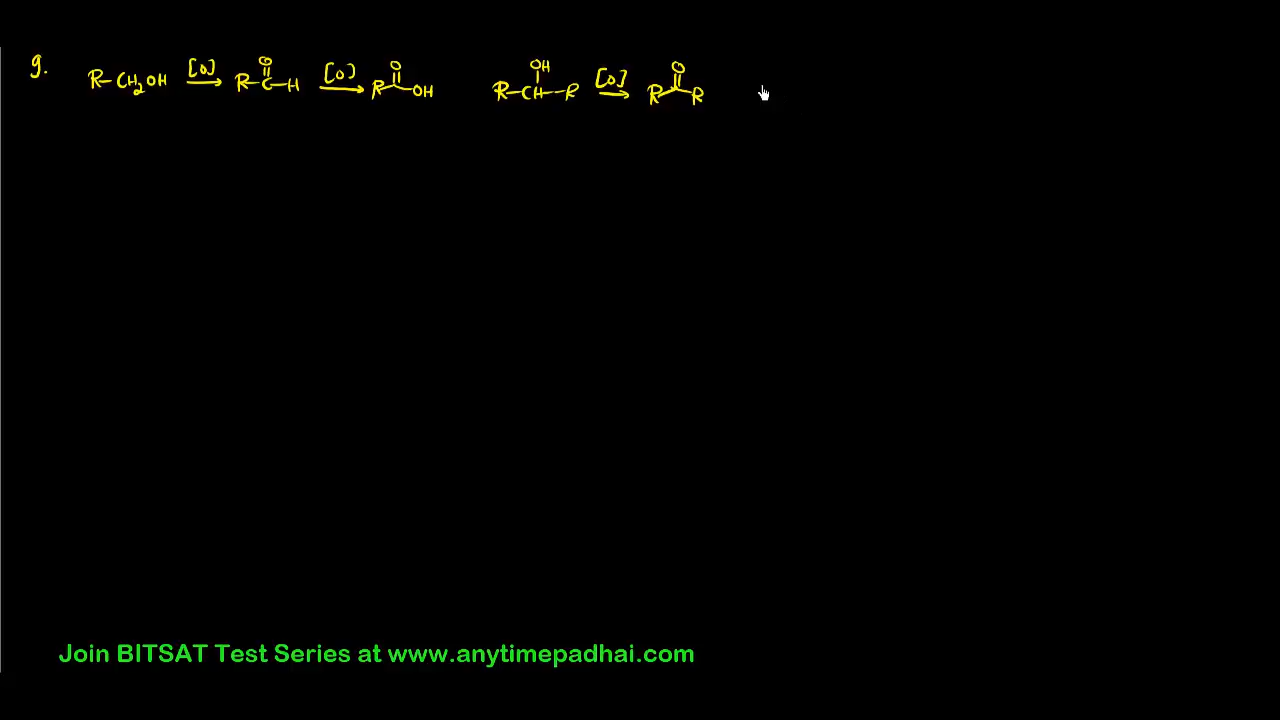 9. R-CH₂OH [O]→ R-C(=O)-H [O]→ R-C(=O)-OH R-CH(OH)-R [O]→ R-C(=O)-R
Join BITSAT Test Series at www.anytimepadhai.com